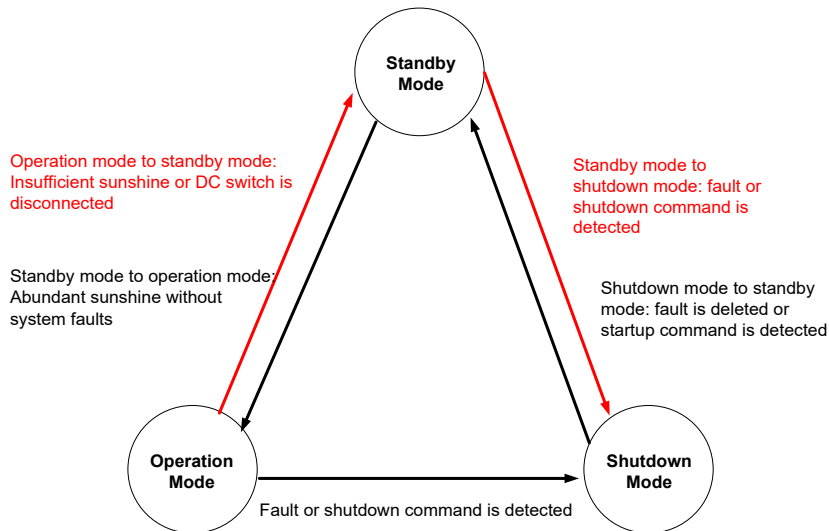 Standby
Mode
Operation mode to standby mode:
Insufficient sunshine or DC switch is
disconnected
Standby mode to
shutdown mode: fault or
shutdown command is
detected
Standby mode to operation mode:
Abundant sunshine without
system faults
Shutdown mode to standby
mode: fault is deleted or
startup command is detected
Operation
Mode
Shutdown
Mode
Fault or shutdown command is detected